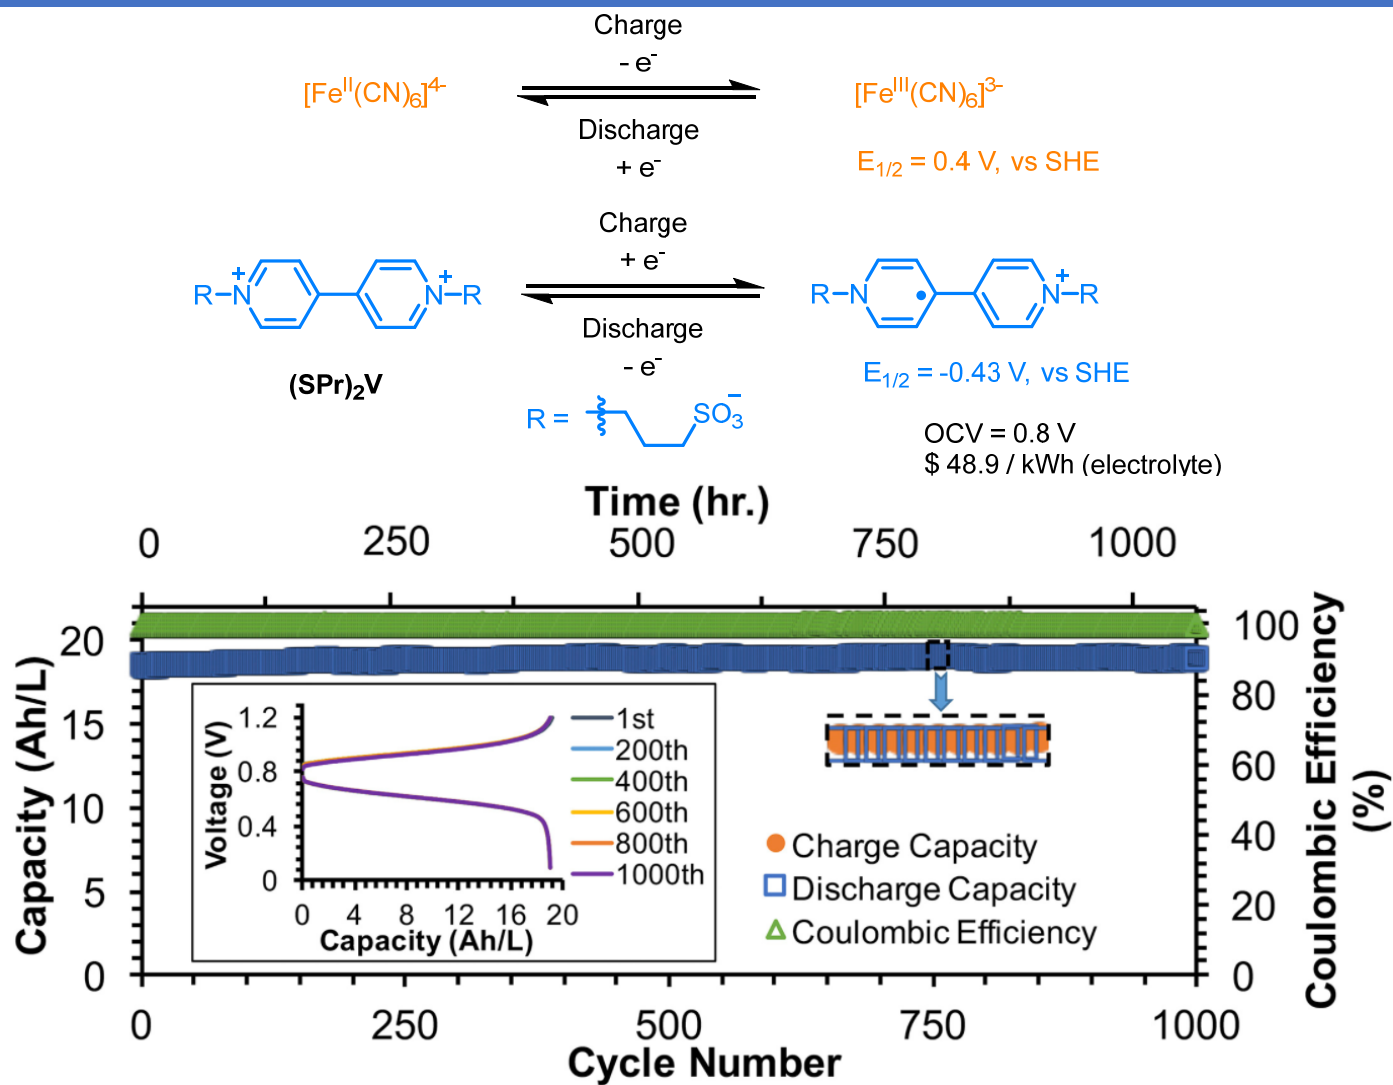 Charge
- e⁻
[Feᴵᴵ(CN)₆]⁴⁻
[Feᴵᴵᴵ(CN)₆]³⁻
Discharge
+ e⁻
E₁/₂ = 0.4 V, vs SHE
Charge
+ e⁻
R N + + N R
R N + N R
Discharge
- e⁻
(SPr)₂V
E₁/₂ = -0.43 V, vs SHE
R = SO₃⁻
OCV = 0.8 V
$ 48.9 / kWh (electrolyte)
Time (hr.)
0 250 500 750 1000
Capacity (Ah/L)
20
15
10
5
0
Voltage (V)
1.2
0.8
0.4
0
0 4 8 12 16 20
Capacity (Ah/L)
1st
200th
400th
600th
800th
1000th
Charge Capacity
Discharge Capacity
Coulombic Efficiency
100
80
60
40
20
0
Coulombic Efficiency
(%)
0 250 500 750 1000
Cycle Number